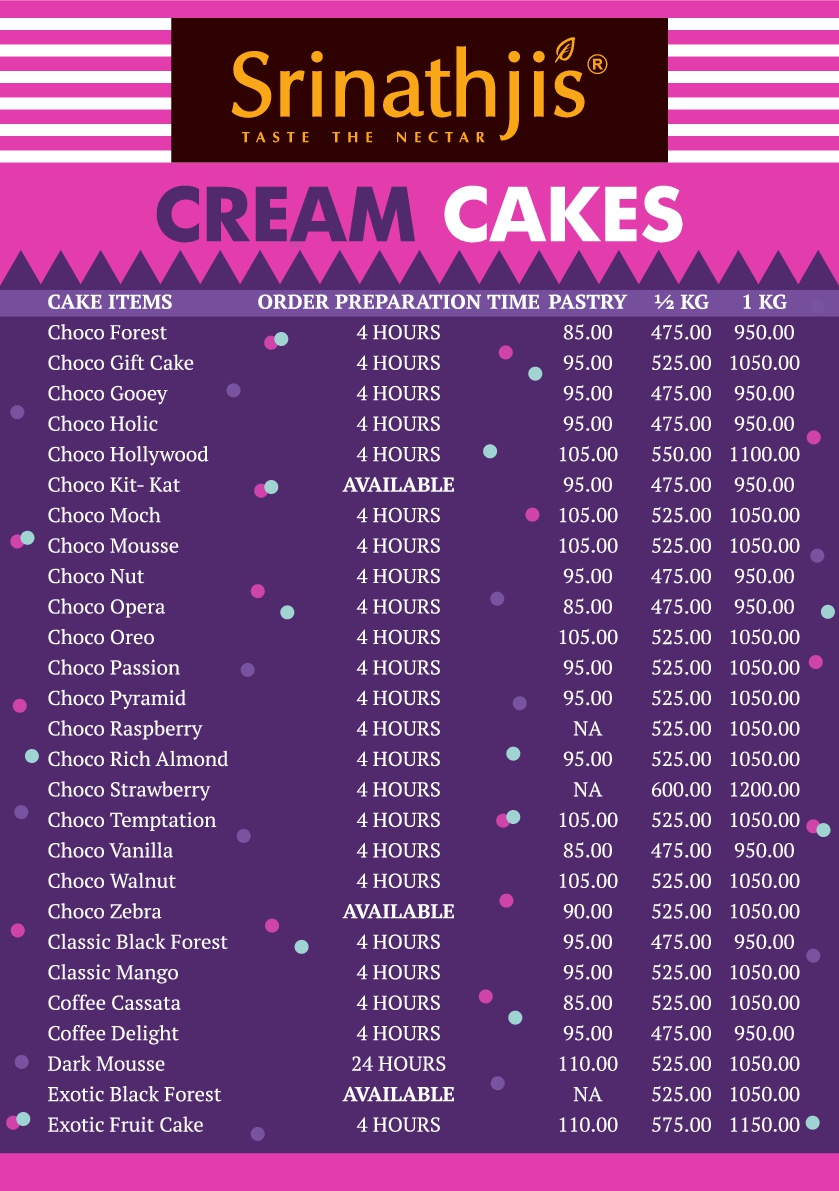 Srinathjis®
TASTE THE NECTAR
CREAM CAKES
CAKE ITEMS ORDER PREPARATION TIME PASTRY ½ KG 1 KG
Choco Forest 4 HOURS 85.00 475.00 950.00
Choco Gift Cake 4 HOURS 95.00 525.00 1050.00
Choco Gooey 4 HOURS 95.00 475.00 950.00
Choco Holic 4 HOURS 95.00 475.00 950.00
Choco Hollywood 4 HOURS 105.00 550.00 1100.00
Choco Kit- Kat AVAILABLE 95.00 475.00 950.00
Choco Moch 4 HOURS 105.00 525.00 1050.00
Choco Mousse 4 HOURS 105.00 525.00 1050.00
Choco Nut 4 HOURS 95.00 475.00 950.00
Choco Opera 4 HOURS 85.00 475.00 950.00
Choco Oreo 4 HOURS 105.00 525.00 1050.00
Choco Passion 4 HOURS 95.00 525.00 1050.00
Choco Pyramid 4 HOURS 95.00 525.00 1050.00
Choco Raspberry 4 HOURS NA 525.00 1050.00
Choco Rich Almond 4 HOURS 95.00 525.00 1050.00
Choco Strawberry 4 HOURS NA 600.00 1200.00
Choco Temptation 4 HOURS 105.00 525.00 1050.00
Choco Vanilla 4 HOURS 85.00 475.00 950.00
Choco Walnut 4 HOURS 105.00 525.00 1050.00
Choco Zebra AVAILABLE 90.00 525.00 1050.00
Classic Black Forest 4 HOURS 95.00 475.00 950.00
Classic Mango 4 HOURS 95.00 525.00 1050.00
Coffee Cassata 4 HOURS 85.00 525.00 1050.00
Coffee Delight 4 HOURS 95.00 475.00 950.00
Dark Mousse 24 HOURS 110.00 525.00 1050.00
Exotic Black Forest AVAILABLE NA 525.00 1050.00
Exotic Fruit Cake 4 HOURS 110.00 575.00 1150.00